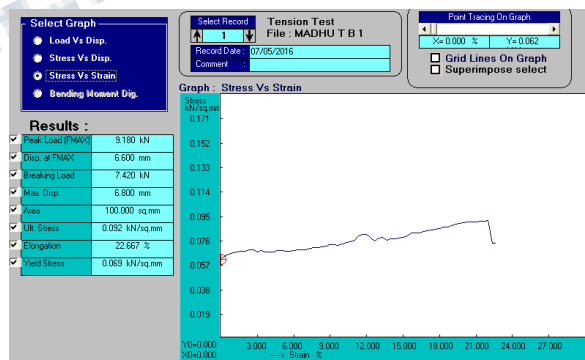 Select Graph
Load Vs Disp.
Stress Vs Disp.
Stress Vs Strain
Bending Moment Dig.
Select Record
1
Tension Test
File : MADHU T B 1
Record Date : 07/05/2016
Comment :
Point Tracing On Graph
X= 0.000 % Y= 0.062
Grid Lines On Graph
Superimpose select
Results :
Peak Load (FMAX) 9.180 kN
Disp. at FMAX 6.600 mm
Breaking Load 7.420 kN
Max. Disp. 6.800 mm
Area 100.000 sq.mm
Ult. Stress 0.092 kN/sq.mm
Elongation 22.667 %
Yield Stress 0.069 kN/sq.mm
Graph : Stress Vs Strain
Stress
kN/sq.mm
0.171
0.152
0.133
0.114
0.095
0.076
0.057
0.038
0.019
Y0=0.000 3.000 6.000 9.000 12.000 15.000 18.000 21.000 24.000 27.000
X0=0.000 ----> Strain %